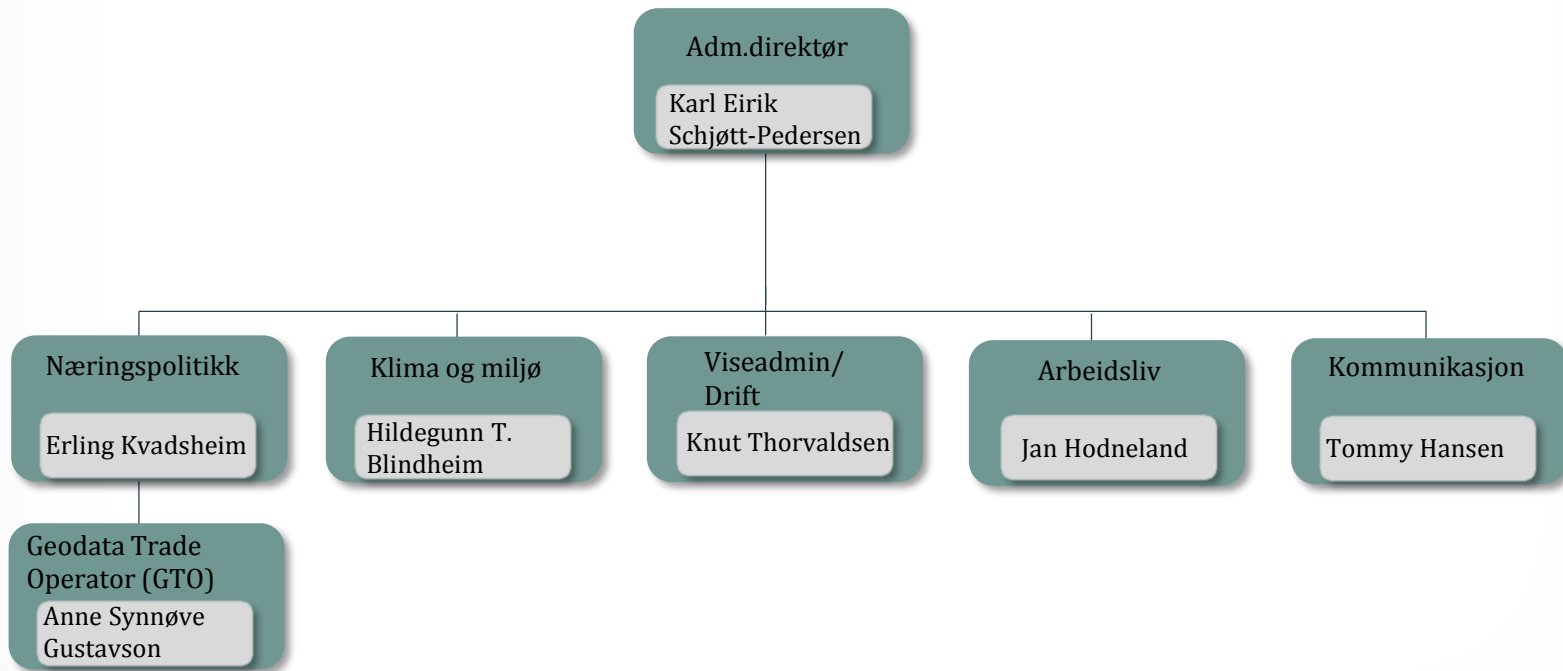 Adm.direktør
Karl Eirik
Schjøtt-Pedersen
Næringspolitikk
Erling Kvadsheim
Klima og miljø
Hildegunn T.
Blindheim
Viseadmin/
Drift
Knut Thorvaldsen
Arbeidsliv
Jan Hodneland
Kommunikasjon
Tommy Hansen
Geodata Trade
Operator (GTO)
Anne Synnøve
Gustavson